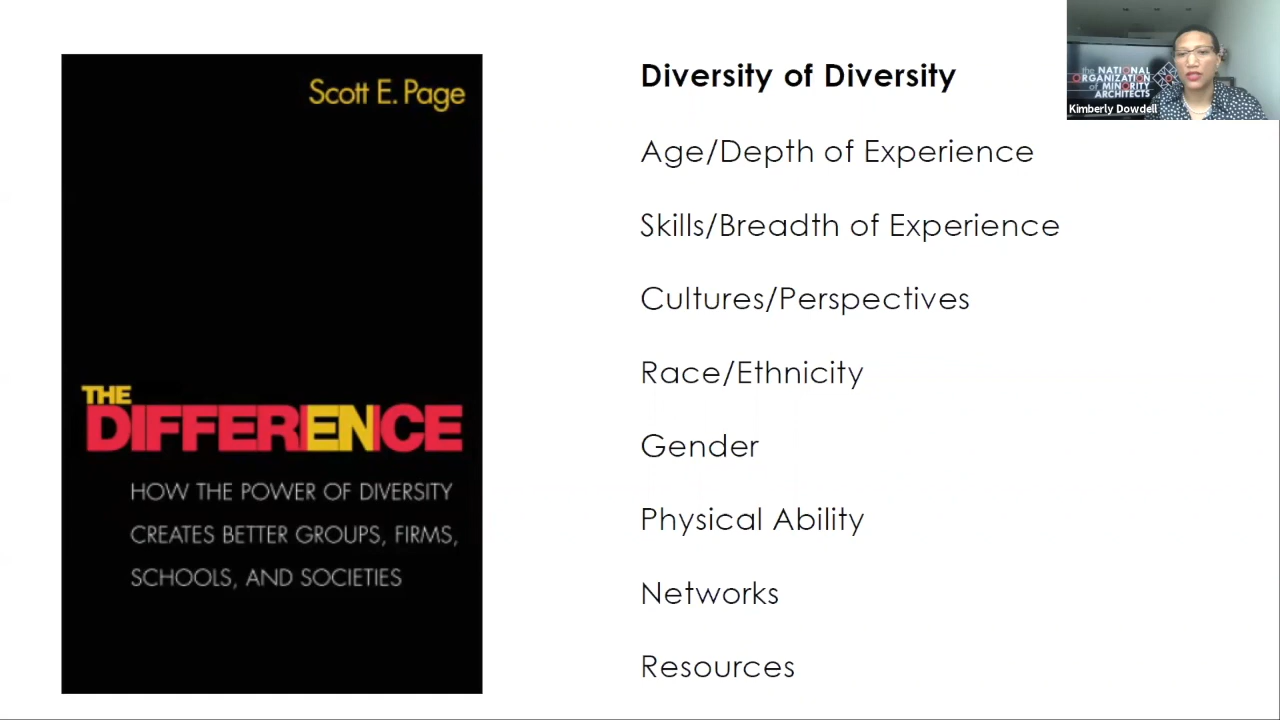 Scott E. Page
THE
DIFFERENCE
HOW THE POWER OF DIVERSITY
CREATES BETTER GROUPS, FIRMS,
SCHOOLS, AND SOCIETIES
Diversity of Diversity
Age/Depth of Experience
Skills/Breadth of Experience
Cultures/Perspectives
Race/Ethnicity
Gender
Physical Ability
Networks
Resources
the NATIONAL
ORGANIZATION
of MINORITY
ARCHITECTS
Kimberly Dowdell